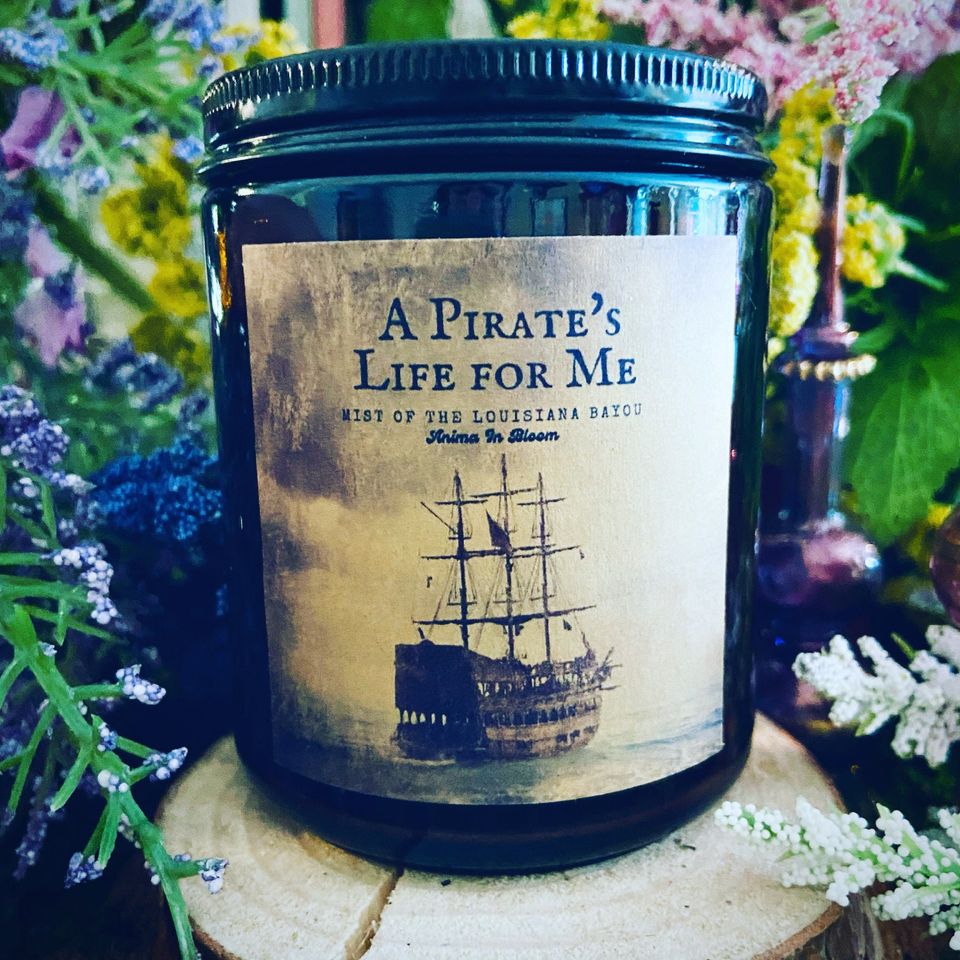 A Pirate's
Life for Me
MIST OF THE LOUISIANA BAYOU
Anima In Bloom